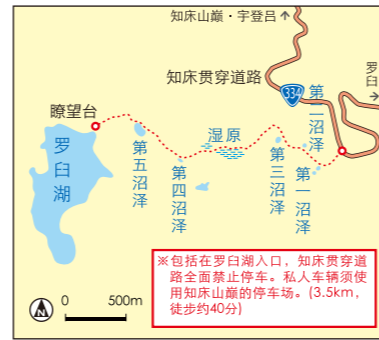 知床山巅・宇登吕↑
知床贯穿道路
334
罗臼↓
瞭望台
罗臼湖
第五沼泽
第四沼泽
湿原
第三沼泽
第二沼泽
第一沼泽
※包括在罗臼湖入口，知床贯穿道
路全面禁止停车。私人车辆须使
用知床山巅的停车场。(3.5km，
徒步约40分)
N
0 500m